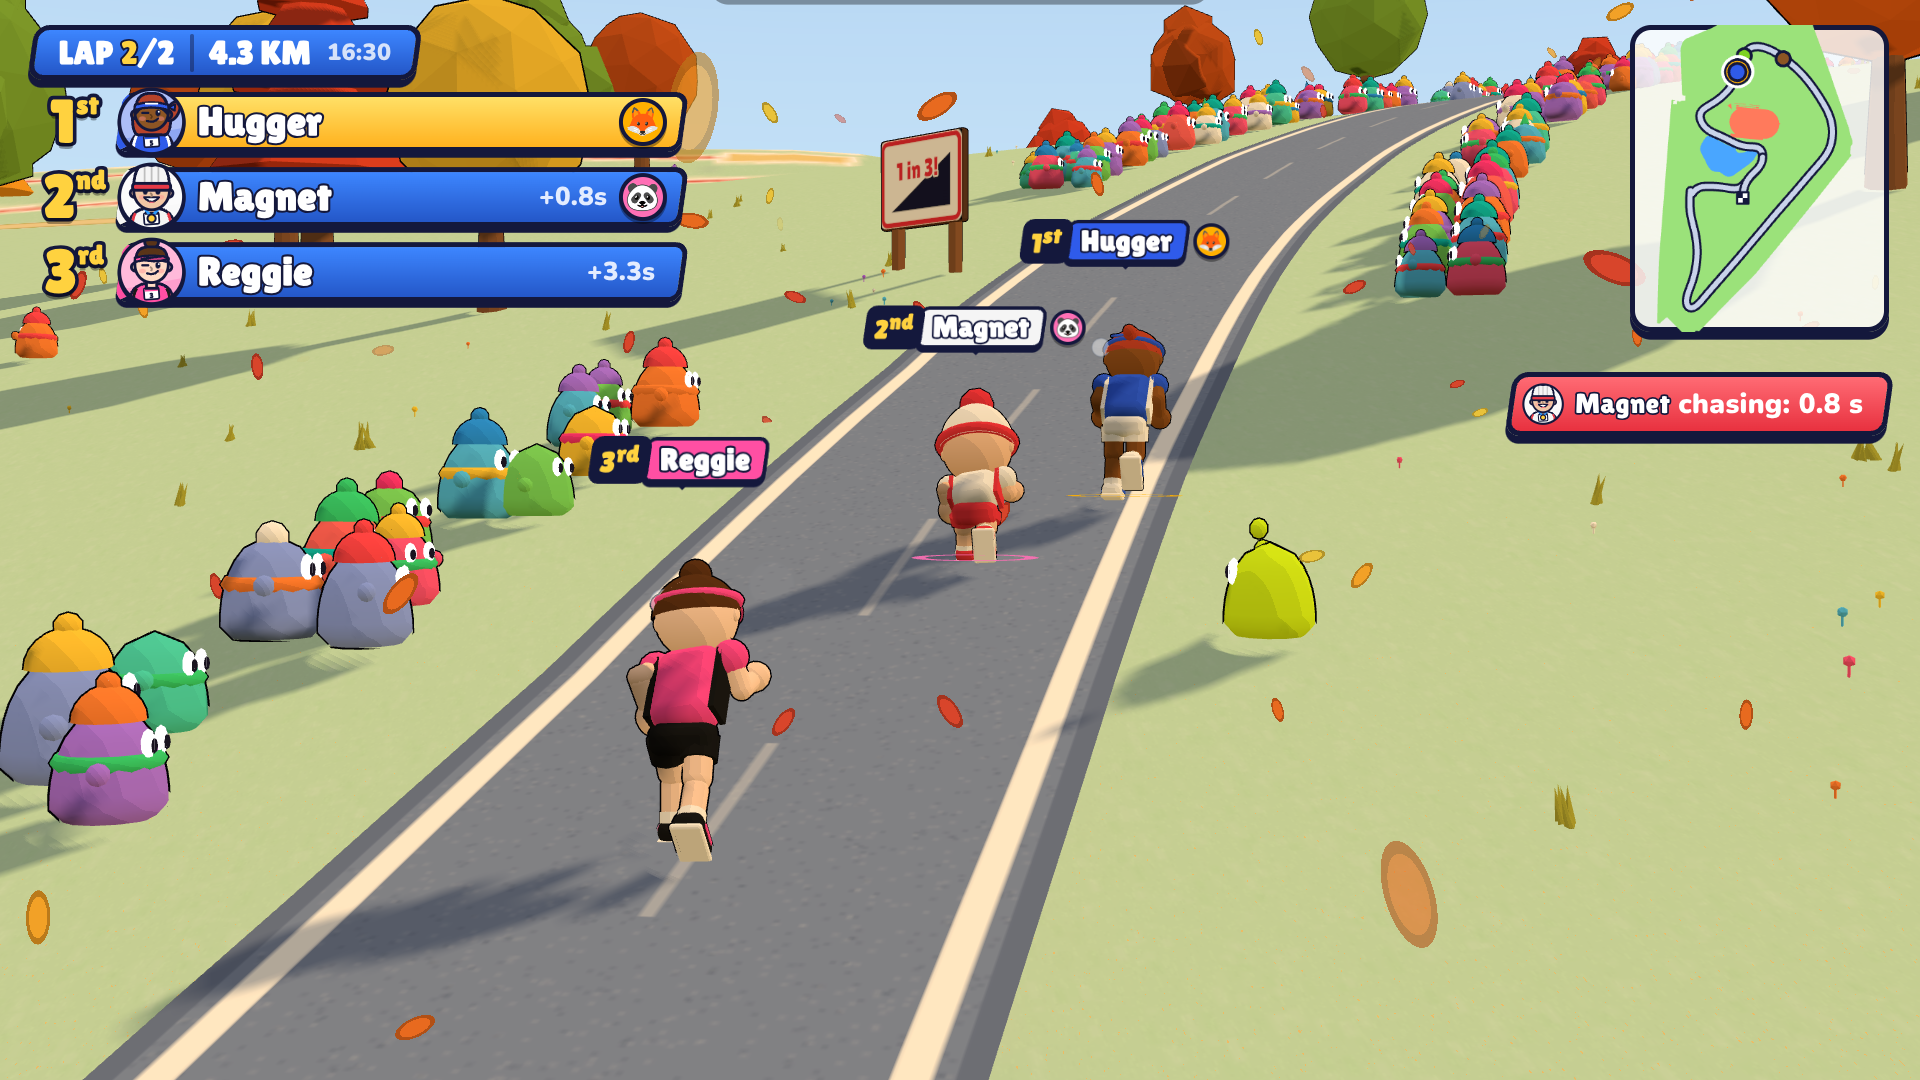 LAP 2/2 4.3 KM 16:30
1st Hugger
2nd Magnet +0.8s
3rd Reggie +3.3s
1 in 3!
1st Hugger
2nd Magnet
3rd Reggie
Magnet chasing: 0.8 s